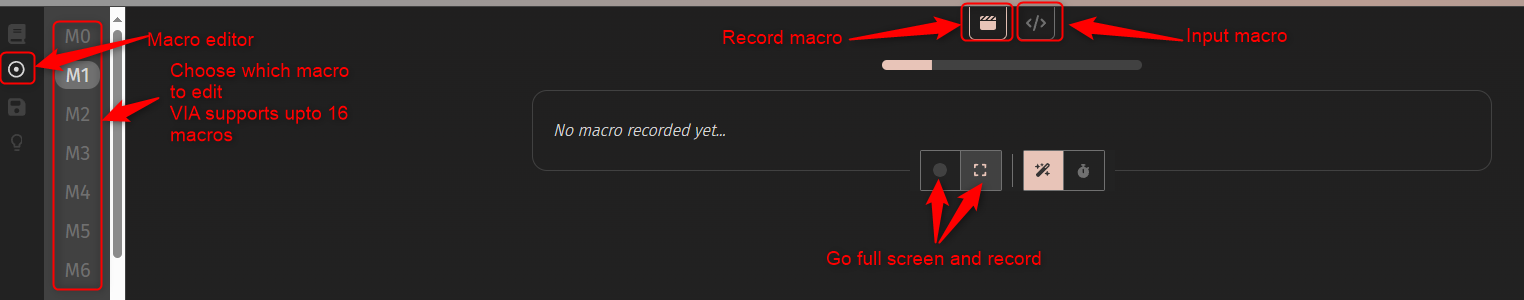 M0
M1
M2
M3
M4
M5
M6
Macro editor
Choose which macro
to edit
VIA supports upto 16
macros
Record macro
</>
Input macro
No macro recorded yet...
Go full screen and record